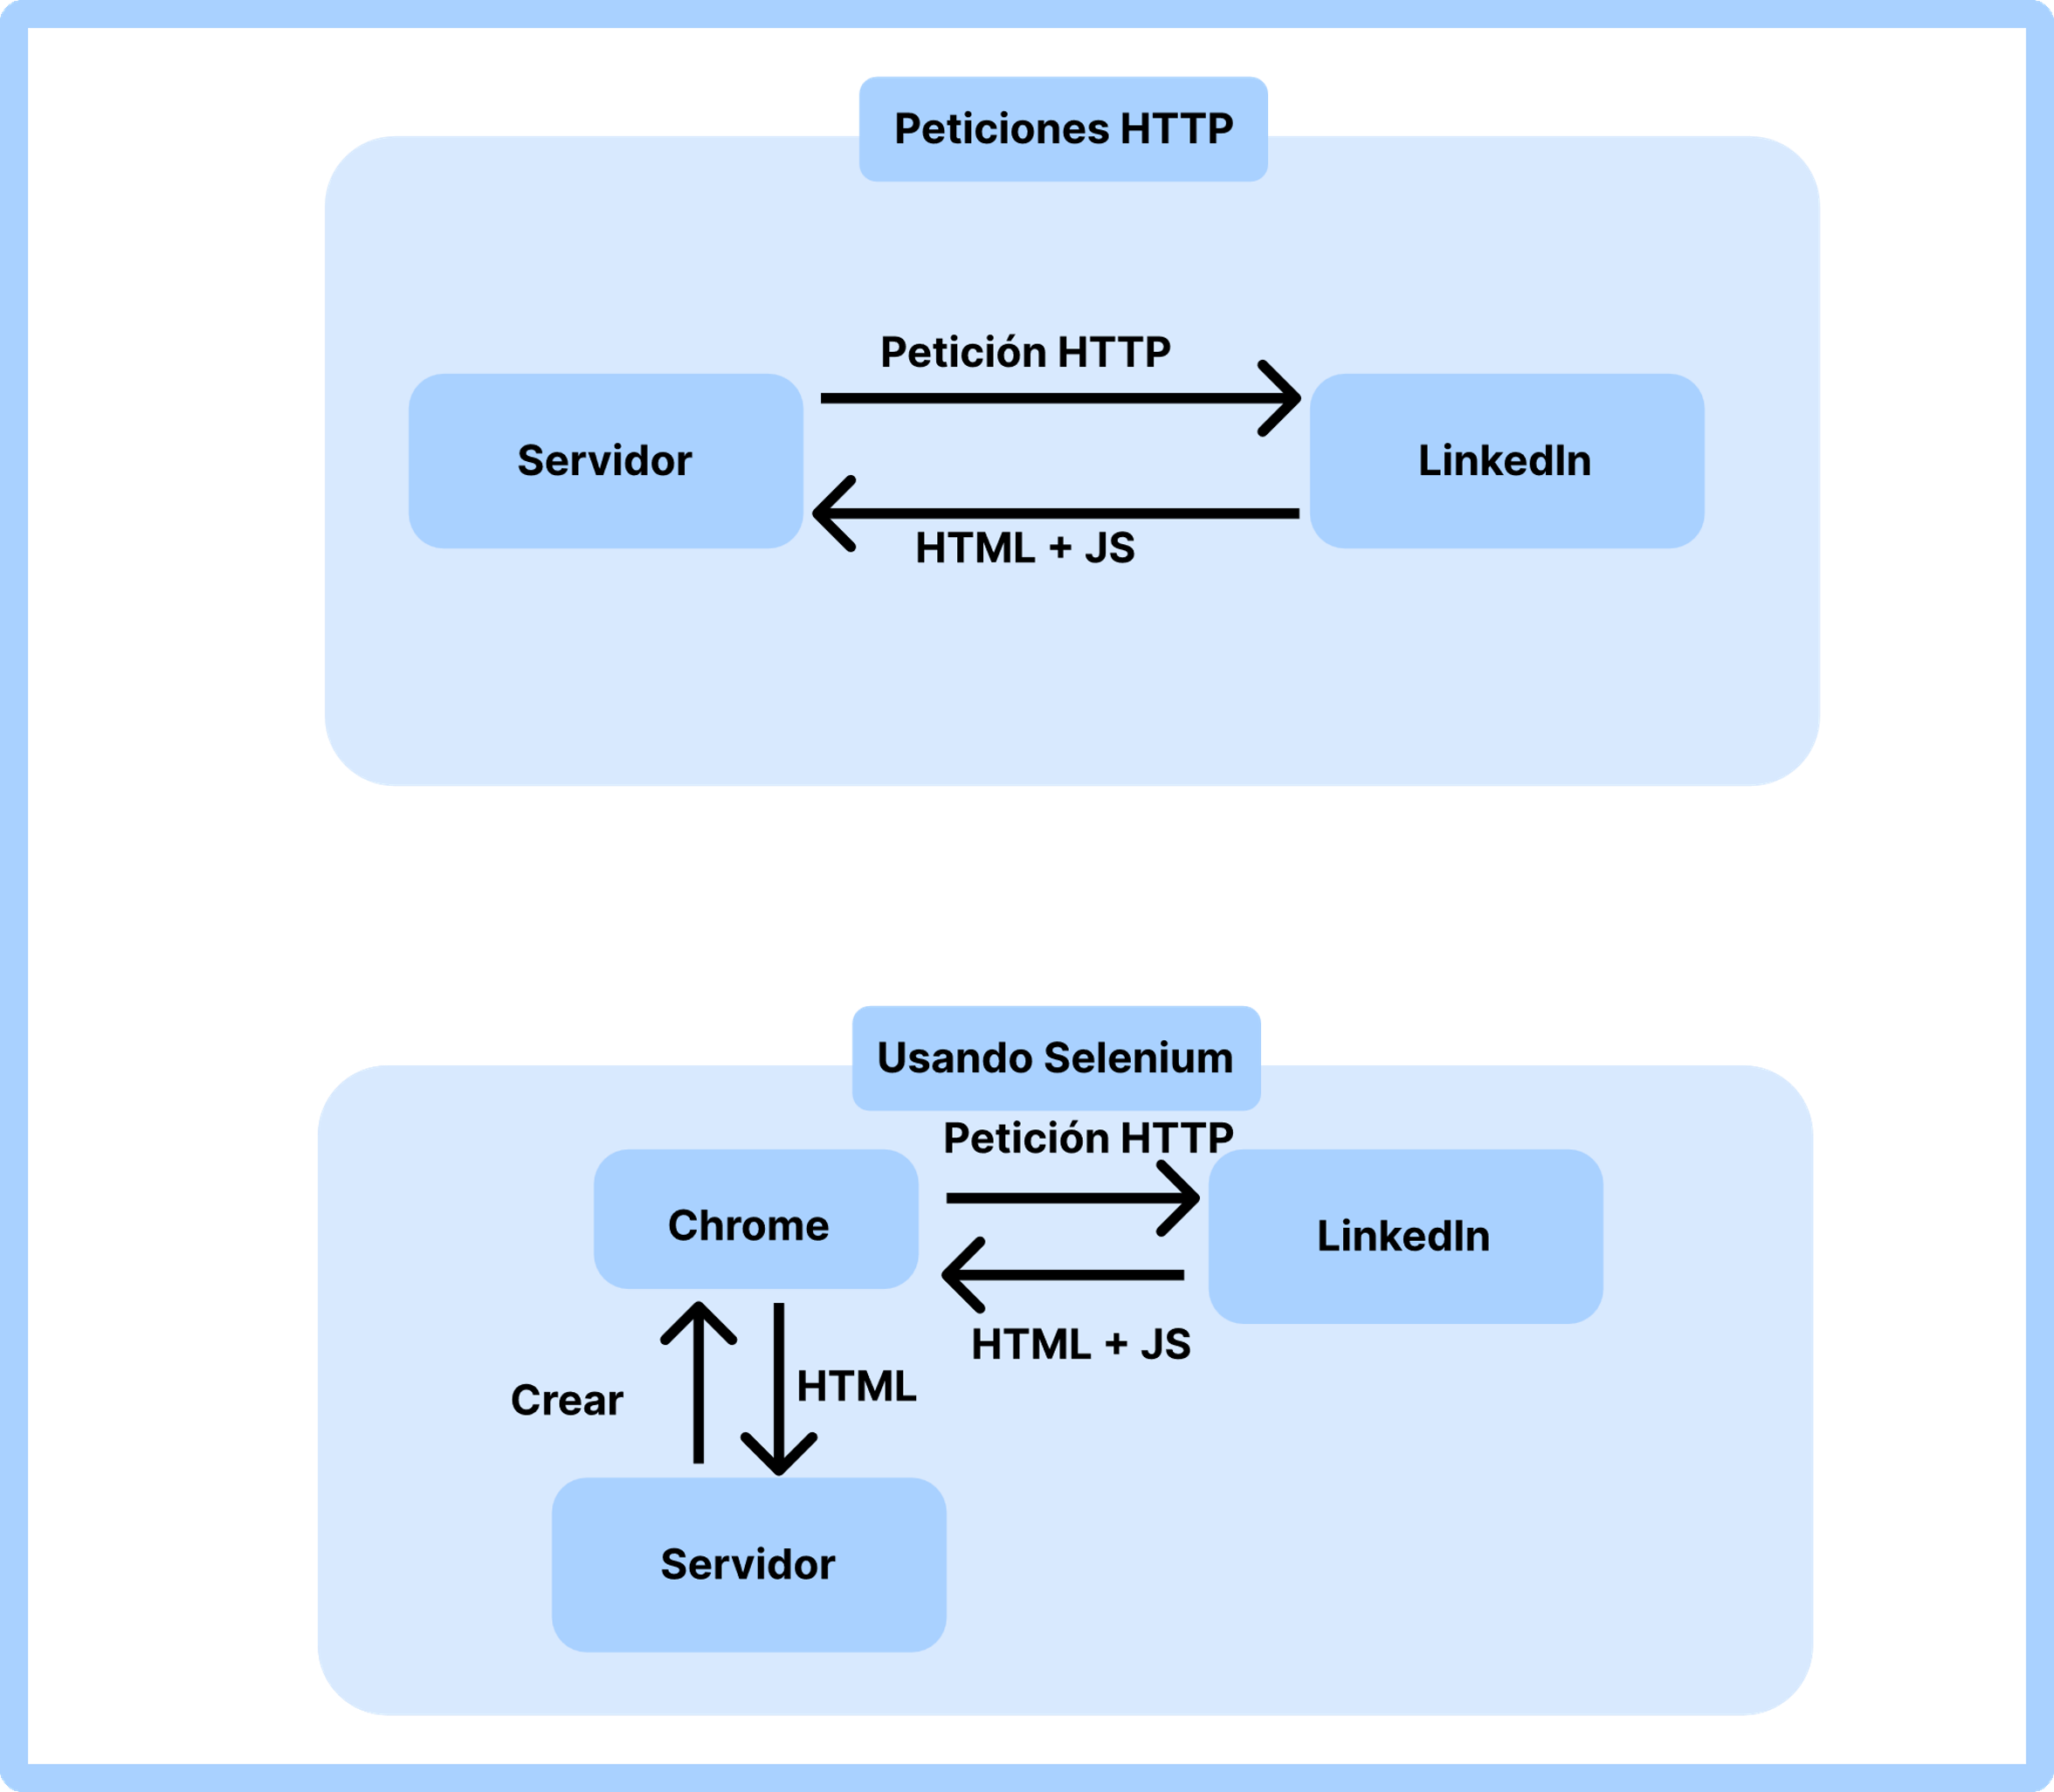 Peticiones HTTP
Petición HTTP
Servidor
LinkedIn
HTML + JS
Usando Selenium
Petición HTTP
Chrome
LinkedIn
HTML + JS
Crear
HTML
Servidor